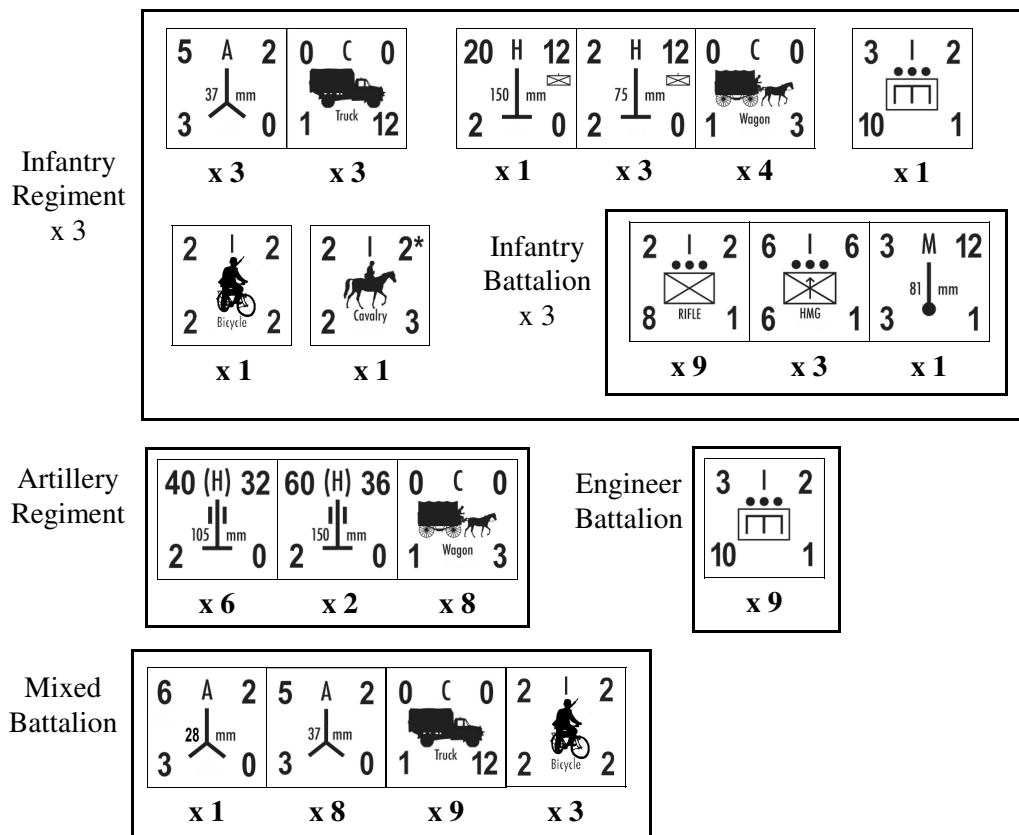 5 A 2 0 C 0 20 H 12 2 H 12 0 C 0 3 I 2
37 mm 150 mm 75 mm
Truck Wagon
3 0 1 12 2 0 2 0 1 3 10 1
x 3 x 3 x 1 x 3 x 4 x 1
Infantry
Regiment
x 3
2 I 2 2 I 2*
Bicycle Cavalry
2 2 2 3
x 1 x 1
Infantry
Battalion
x 3
2 I 2 6 I 6 3 M 12
81 mm
RIFLE HMG
8 1 6 1 3 1
x 9 x 3 x 1
Artillery
Regiment
40 (H) 32 60 (H) 36 0 C 0
105 mm 150 mm Wagon
2 0 2 0 1 3
x 6 x 2 x 8
Engineer
Battalion
3 I 2
10 1
x 9
Mixed
Battalion
6 A 2 5 A 2 0 C 0 2 I 2
28 mm 37 mm Truck Bicycle
3 0 3 0 1 12 2 2
x 1 x 8 x 9 x 3